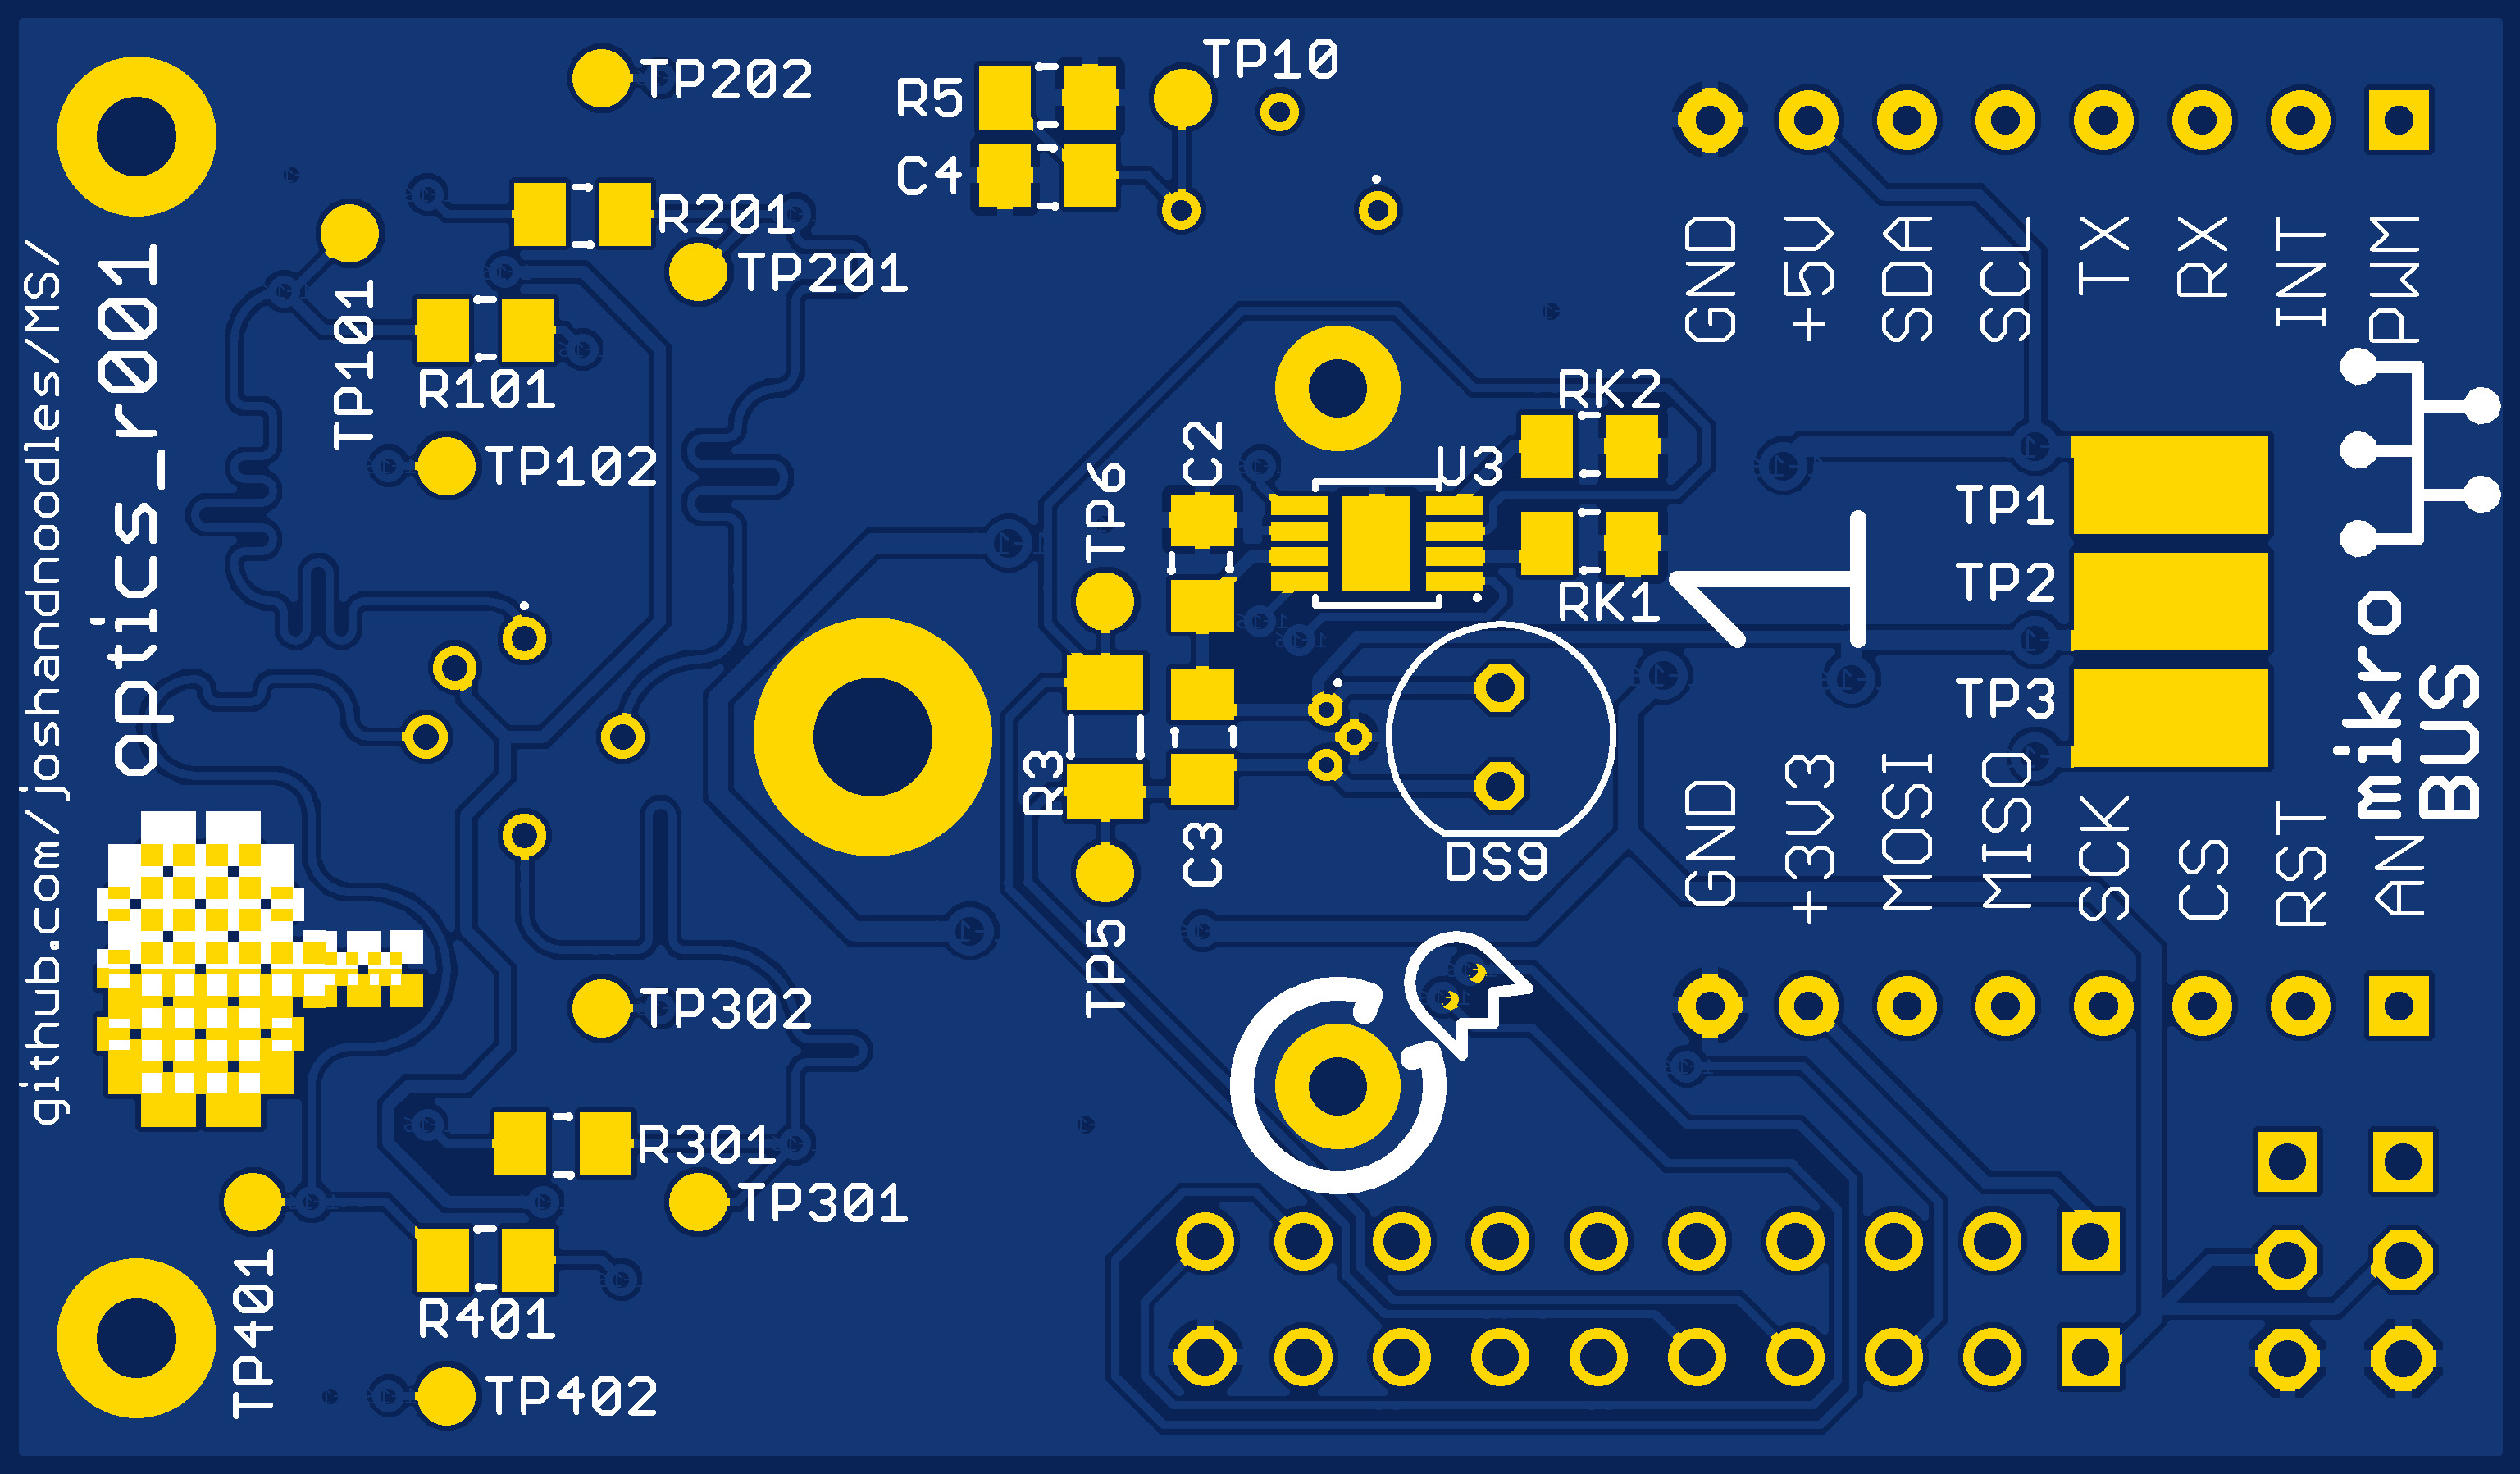 TP202
TP10
R5
C4
R201
TP201
TP101
R101
TP102
github.com/joshandnoodles/MS/
optics_r001
GND
+5V
SDA
SCL
TX
RX
INT
PWM
RK2
C2
U3
TP6
RK1
1
TP1
TP2
TP3
mikro
BUS
R3
C3
DS9
TP5
GND
+3V3
MOSI
MISO
SCK
CS
RST
AN
TP302
R301
TP301
TP401
R401
TP402